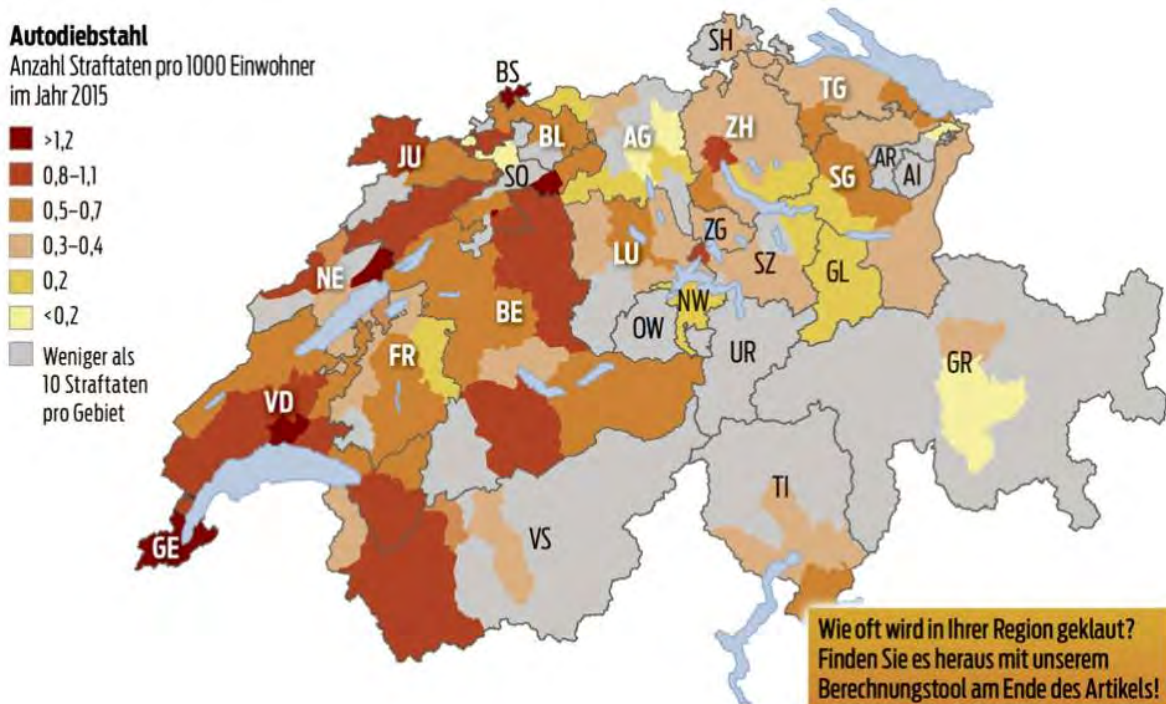 Autodiebstahl
Anzahl Straftaten pro 1000 Einwohner
im Jahr 2015
>1,2
0,8–1,1
0,5–0,7
0,3–0,4
0,2
<0,2
Weniger als
10 Straftaten
pro Gebiet
SH
BS
TG
BL
AG
ZH
JU
SO
AR
AI
SG
ZG
NE
LU
SZ
GL
BE
NW
OW
UR
FR
GR
VD
TI
VS
GE
Wie oft wird in Ihrer Region geklaut?
Finden Sie es heraus mit unserem
Berechnungstool am Ende des Artikels!